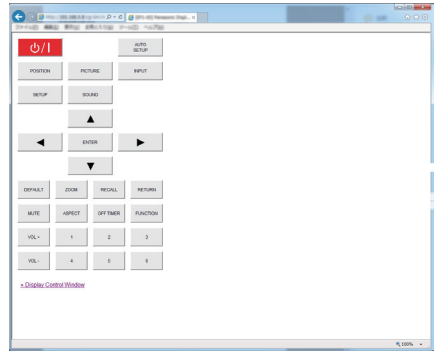 ⏻/I
AUTO
SETUP
POSITION PICTURE INPUT
SETUP SOUND
▲
◀ ENTER ▶
▼
DEFAULT ZOOM RECALL RETURN
MUTE ASPECT OFF TIMER FUNCTION
VOL + 1 2 3
VOL - 4 5 6
« Display Control Window
100%